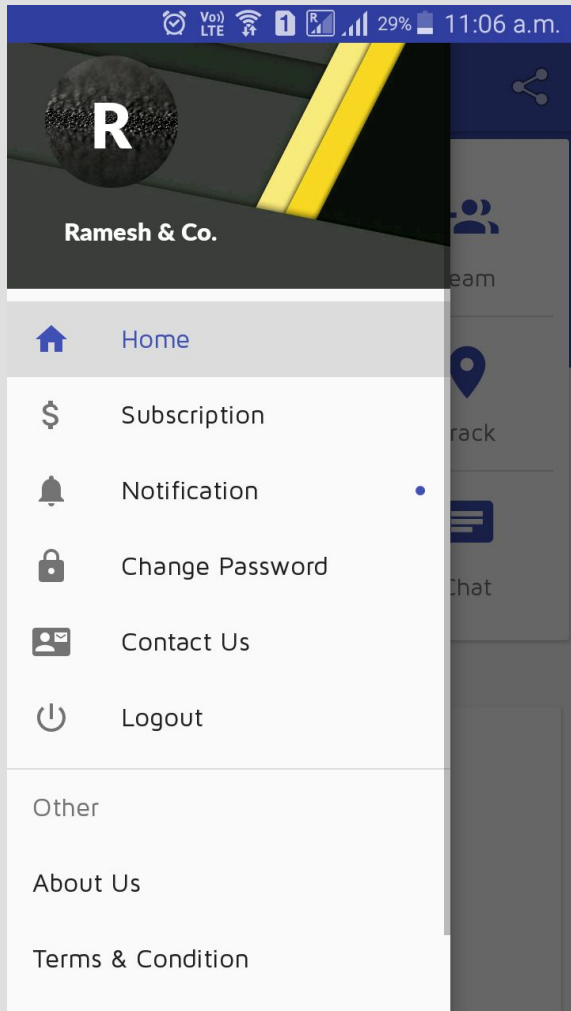 Vo)) LTE 1 R 29% 11:06 a.m.
R
Ramesh & Co.
eam
Home
Subscription
rack
Notification
Change Password
Chat
Contact Us
Logout
Other
About Us
Terms & Condition